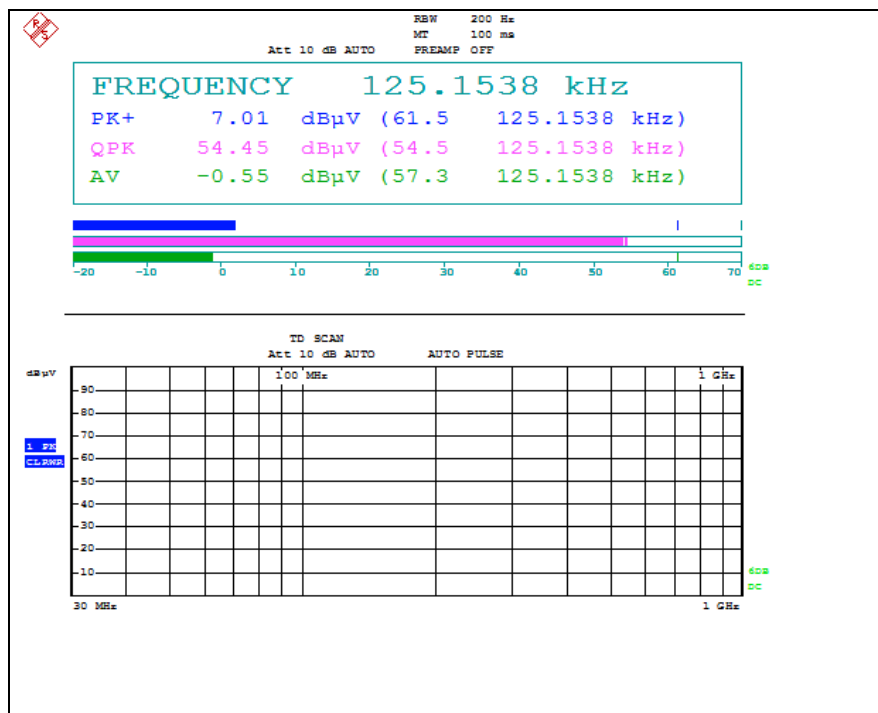 R S
RBW 200 Hz
MT 100 ms
Att 10 dB AUTO PREAMP OFF
FREQUENCY 125.1538 kHz
PK+ 7.01 dBµV (61.5 125.1538 kHz)
QPK 54.45 dBµV (54.5 125.1538 kHz)
AV -0.55 dBµV (57.3 125.1538 kHz)
-20 -10 0 10 20 30 40 50 60 70
6DB
DC
TD SCAN
Att 10 dB AUTO AUTO PULSE
dBµV 100 MHz 1 GHz
90
80
70
1 PK
CLRWR
60
50
40
30
20
10
6DB
DC
30 MHz 1 GHz